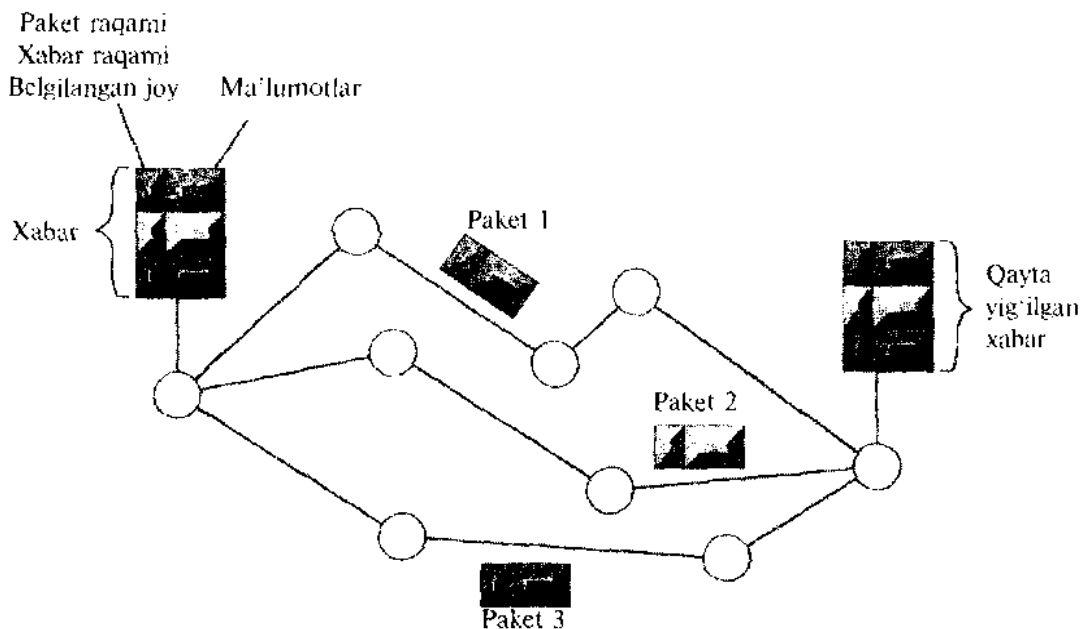 Paket raqami
Xabar raqami
Belgilangan joy
Ma'lumotlar
Xabar
Paket 1
Qayta
yig'ilgan
xabar
Paket 2
Paket 3